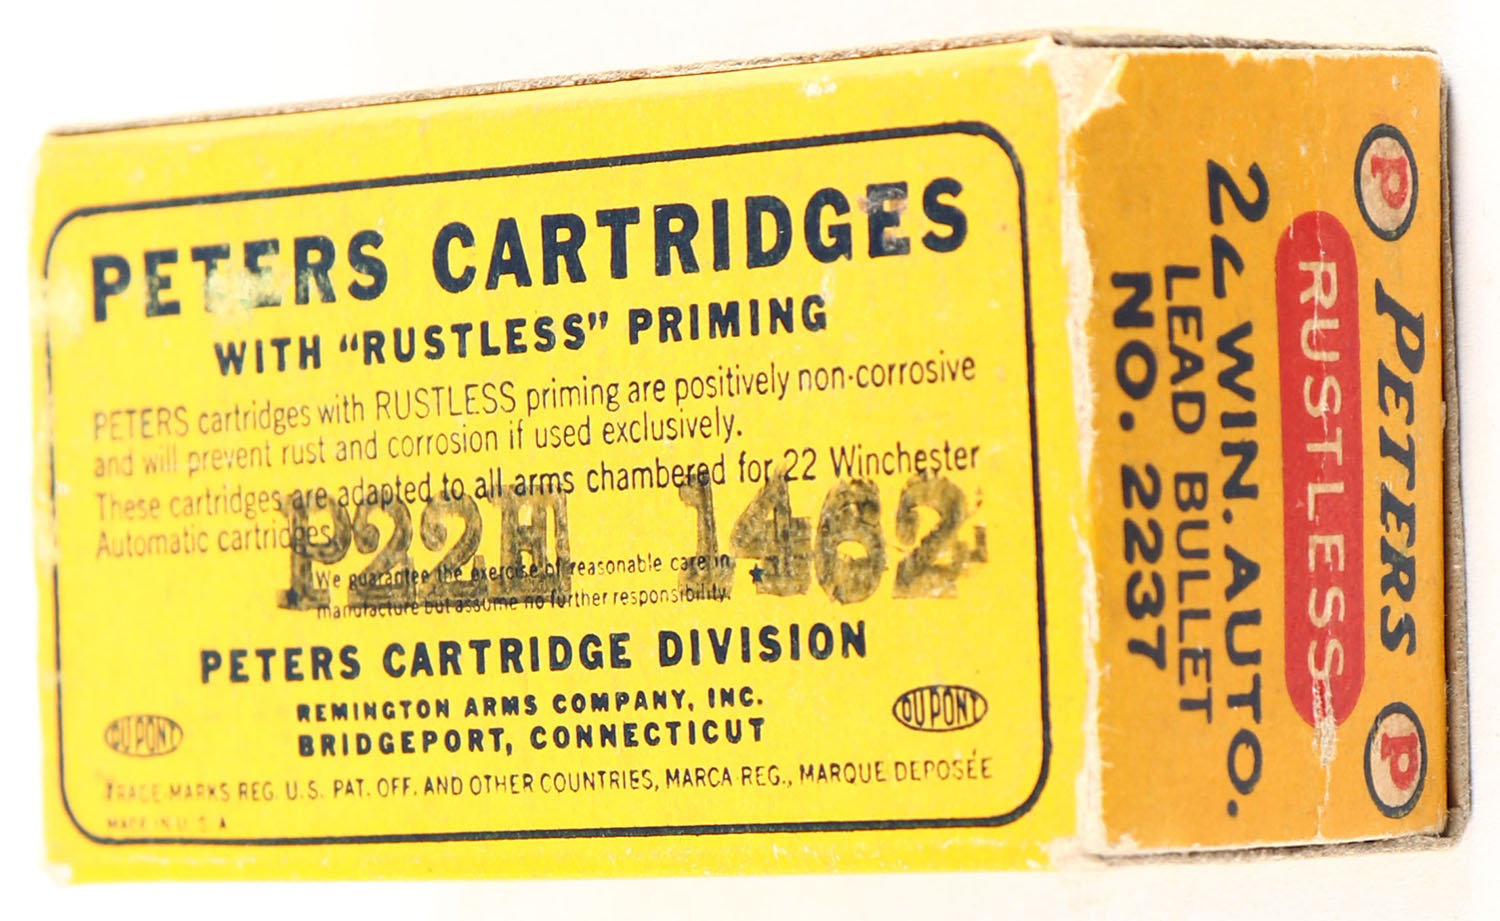 PETERS CARTRIDGES
WITH "RUSTLESS" PRIMING
PETERS cartridges with RUSTLESS priming are positively non-corrosive
and will prevent rust and corrosion if used exclusively.
These cartridges are adapted to all arms chambered for 22 Winchester
Automatic cartridges
P22H 1462
We guarantee the exercise of reasonable care in
manufacture but assume no further responsibility.
PETERS CARTRIDGE DIVISION
REMINGTON ARMS COMPANY, INC.
BRIDGEPORT, CONNECTICUT
DU PONT
DU PONT
TRADE MARKS REG. U.S. PAT. OFF. AND OTHER COUNTRIES, MARCA REG., MARQUE DEPOSÉE
MADE IN U.S.A
P PETERS P
RUSTLESS
22 WIN. AUTO.
LEAD BULLET
NO. 2237